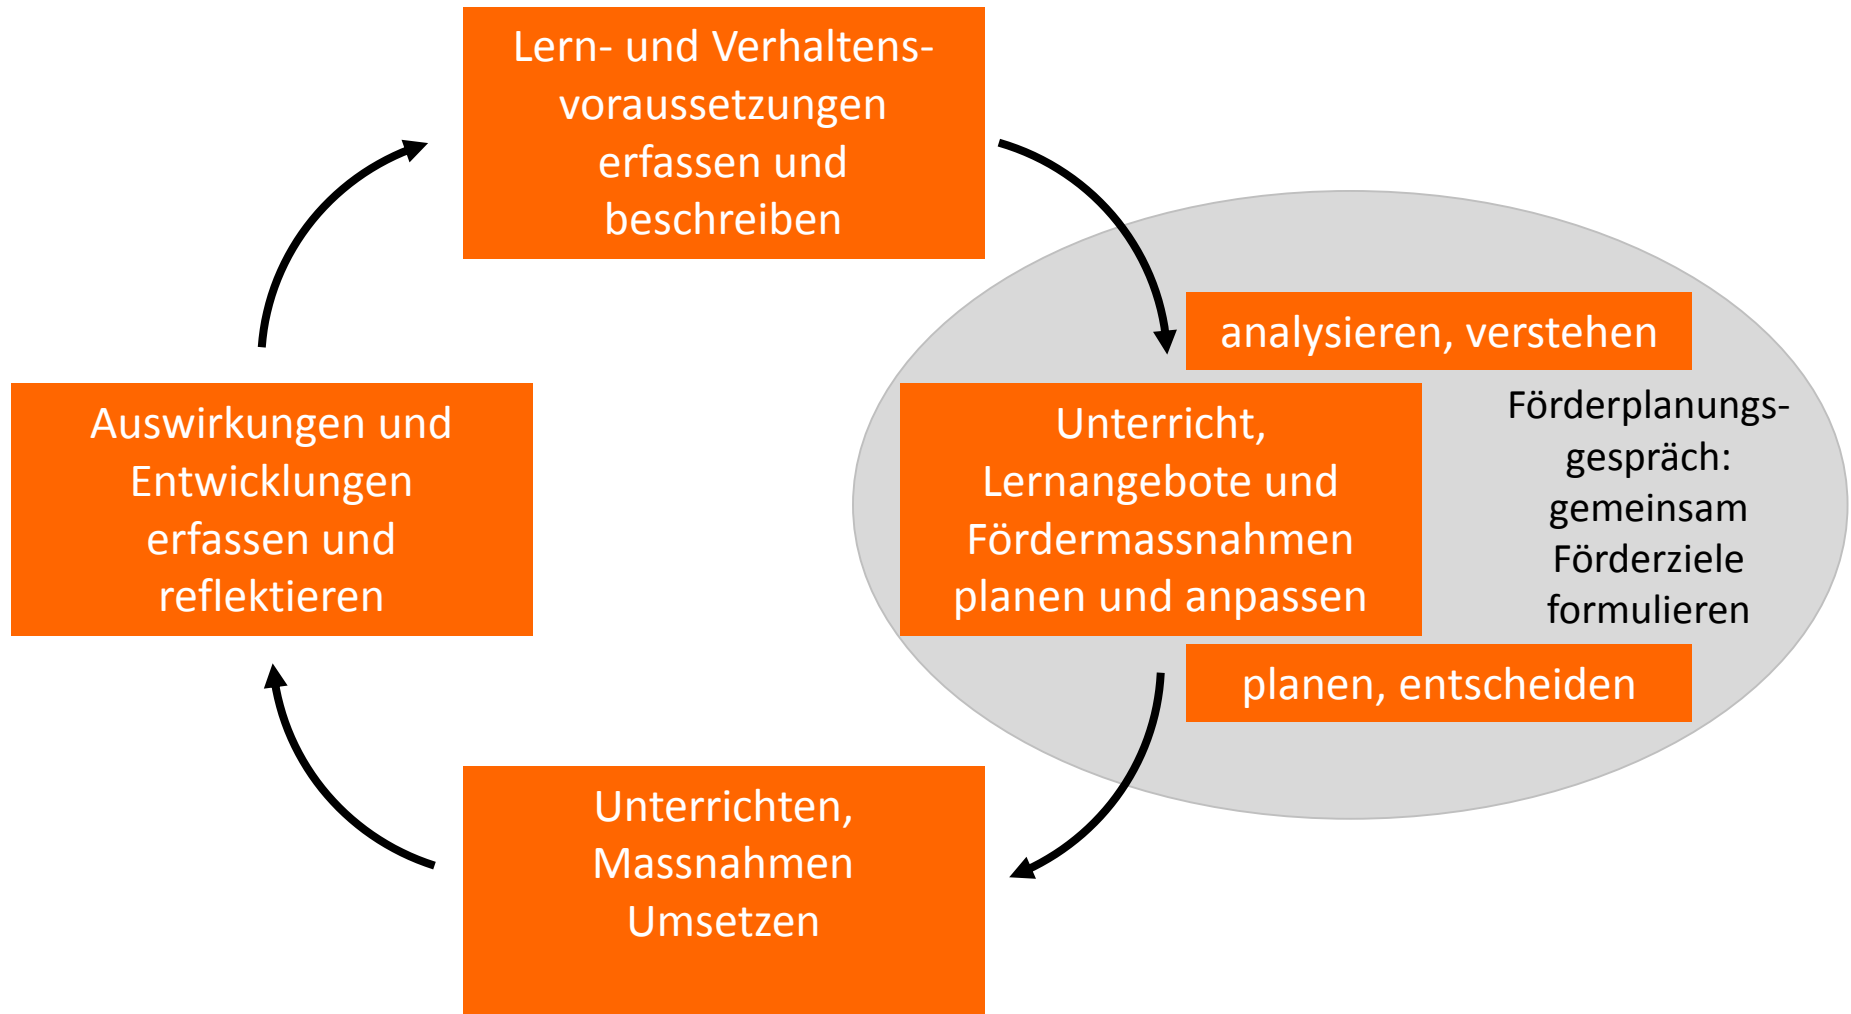 Lern- und Verhaltens-
voraussetzungen
erfassen und
beschreiben
analysieren, verstehen
Unterricht,
Lernangebote und
Fördermassnahmen
planen und anpassen
Förderplanungs-
gespräch:
gemeinsam
Förderziele
formulieren
planen, entscheiden
Unterrichten,
Massnahmen
Umsetzen
Auswirkungen und
Entwicklungen
erfassen und
reflektieren